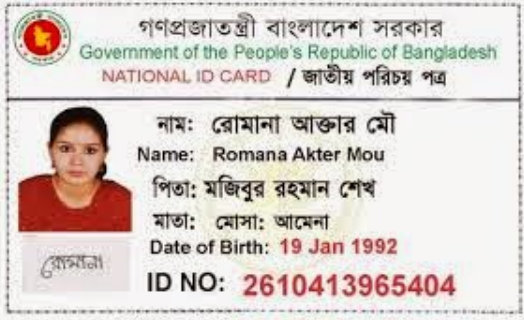 গণপ্রজাতন্ত্রী বাংলাদেশ সরকার
Government of the People's Republic of Bangladesh
NATIONAL ID CARD / জাতীয় পরিচয় পত্র
নাম: রোমানা আক্তার মৌ
Name: Romana Akter Mou
পিতা: মজিবুর রহমান শেখ
মাতা: মোসা: আমেনা
Date of Birth: 19 Jan 1992
রোমানা
ID NO: 2610413965404